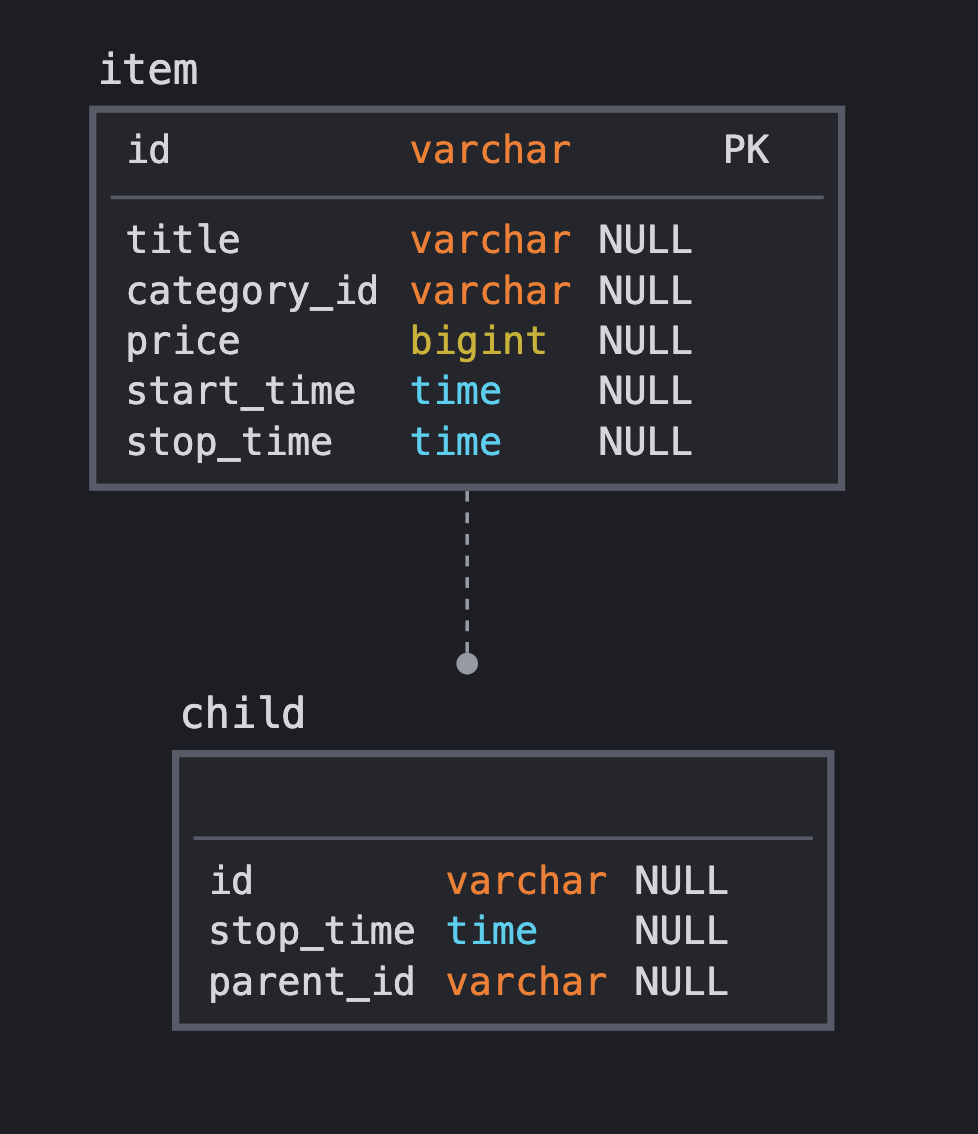 item
id varchar PK
title varchar NULL
category_id varchar NULL
price bigint NULL
start_time time NULL
stop_time time NULL
child
id varchar NULL
stop_time time NULL
parent_id varchar NULL